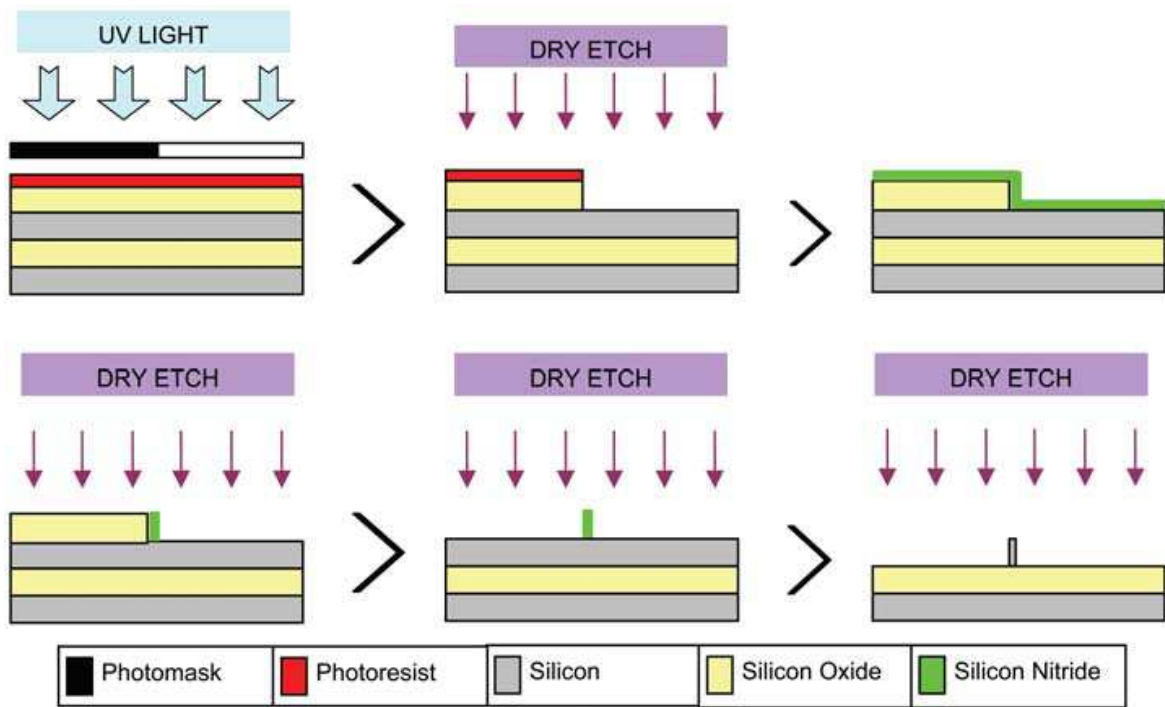 UV LIGHT
DRY ETCH
DRY ETCH
DRY ETCH
DRY ETCH
Photomask
Photoresist
Silicon
Silicon Oxide
Silicon Nitride